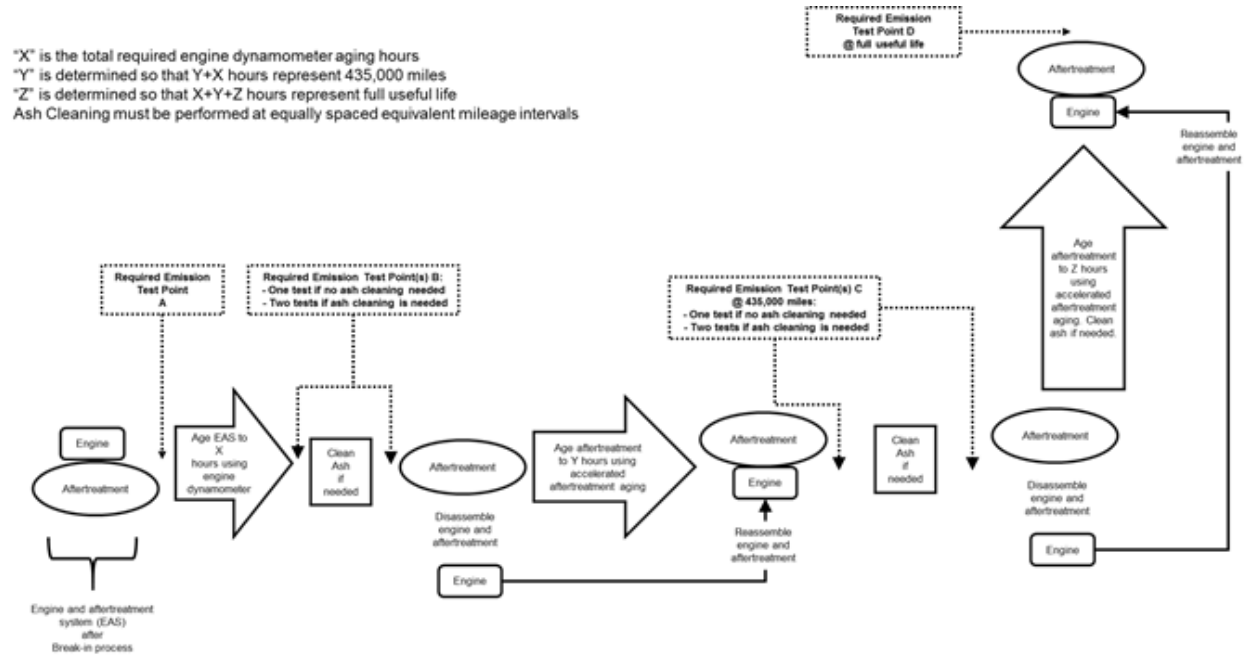 "X" is the total required engine dynamometer aging hours
"Y" is determined so that Y+X hours represent 435,000 miles
"Z" is determined so that X+Y+Z hours represent full useful life
Ash Cleaning must be performed at equally spaced equivalent mileage intervals
Required Emission
Test Point D
@ full useful life
Aftertreatment
Engine
Reassemble
engine and
aftertreatment
Required Emission
Test Point
A
Required Emission Test Point(s) B:
- One test if no ash cleaning needed
- Two tests if ash cleaning is needed
Required Emission Test Point(s) C
@ 435,000 miles:
- One test if no ash cleaning needed
- Two tests if ash cleaning is needed
Age
aftertreatment
to Z hours
using
accelerated
aftertreatment
aging. Clean
ash if needed.
Engine
Aftertreatment
Age EAS to
X
hours using
engine
dynamometer
Clean
Ash
if
needed
Aftertreatment
Disassemble
engine and
aftertreatment
Engine
Age aftertreatment
to Y hours using
accelerated
aftertreatment aging
Aftertreatment
Engine
Reassemble
engine and
aftertreatment
Clean
Ash
if
needed
Aftertreatment
Disassemble
engine and
aftertreatment
Engine
Engine and aftertreatment
system (EAS)
after
Break-in process